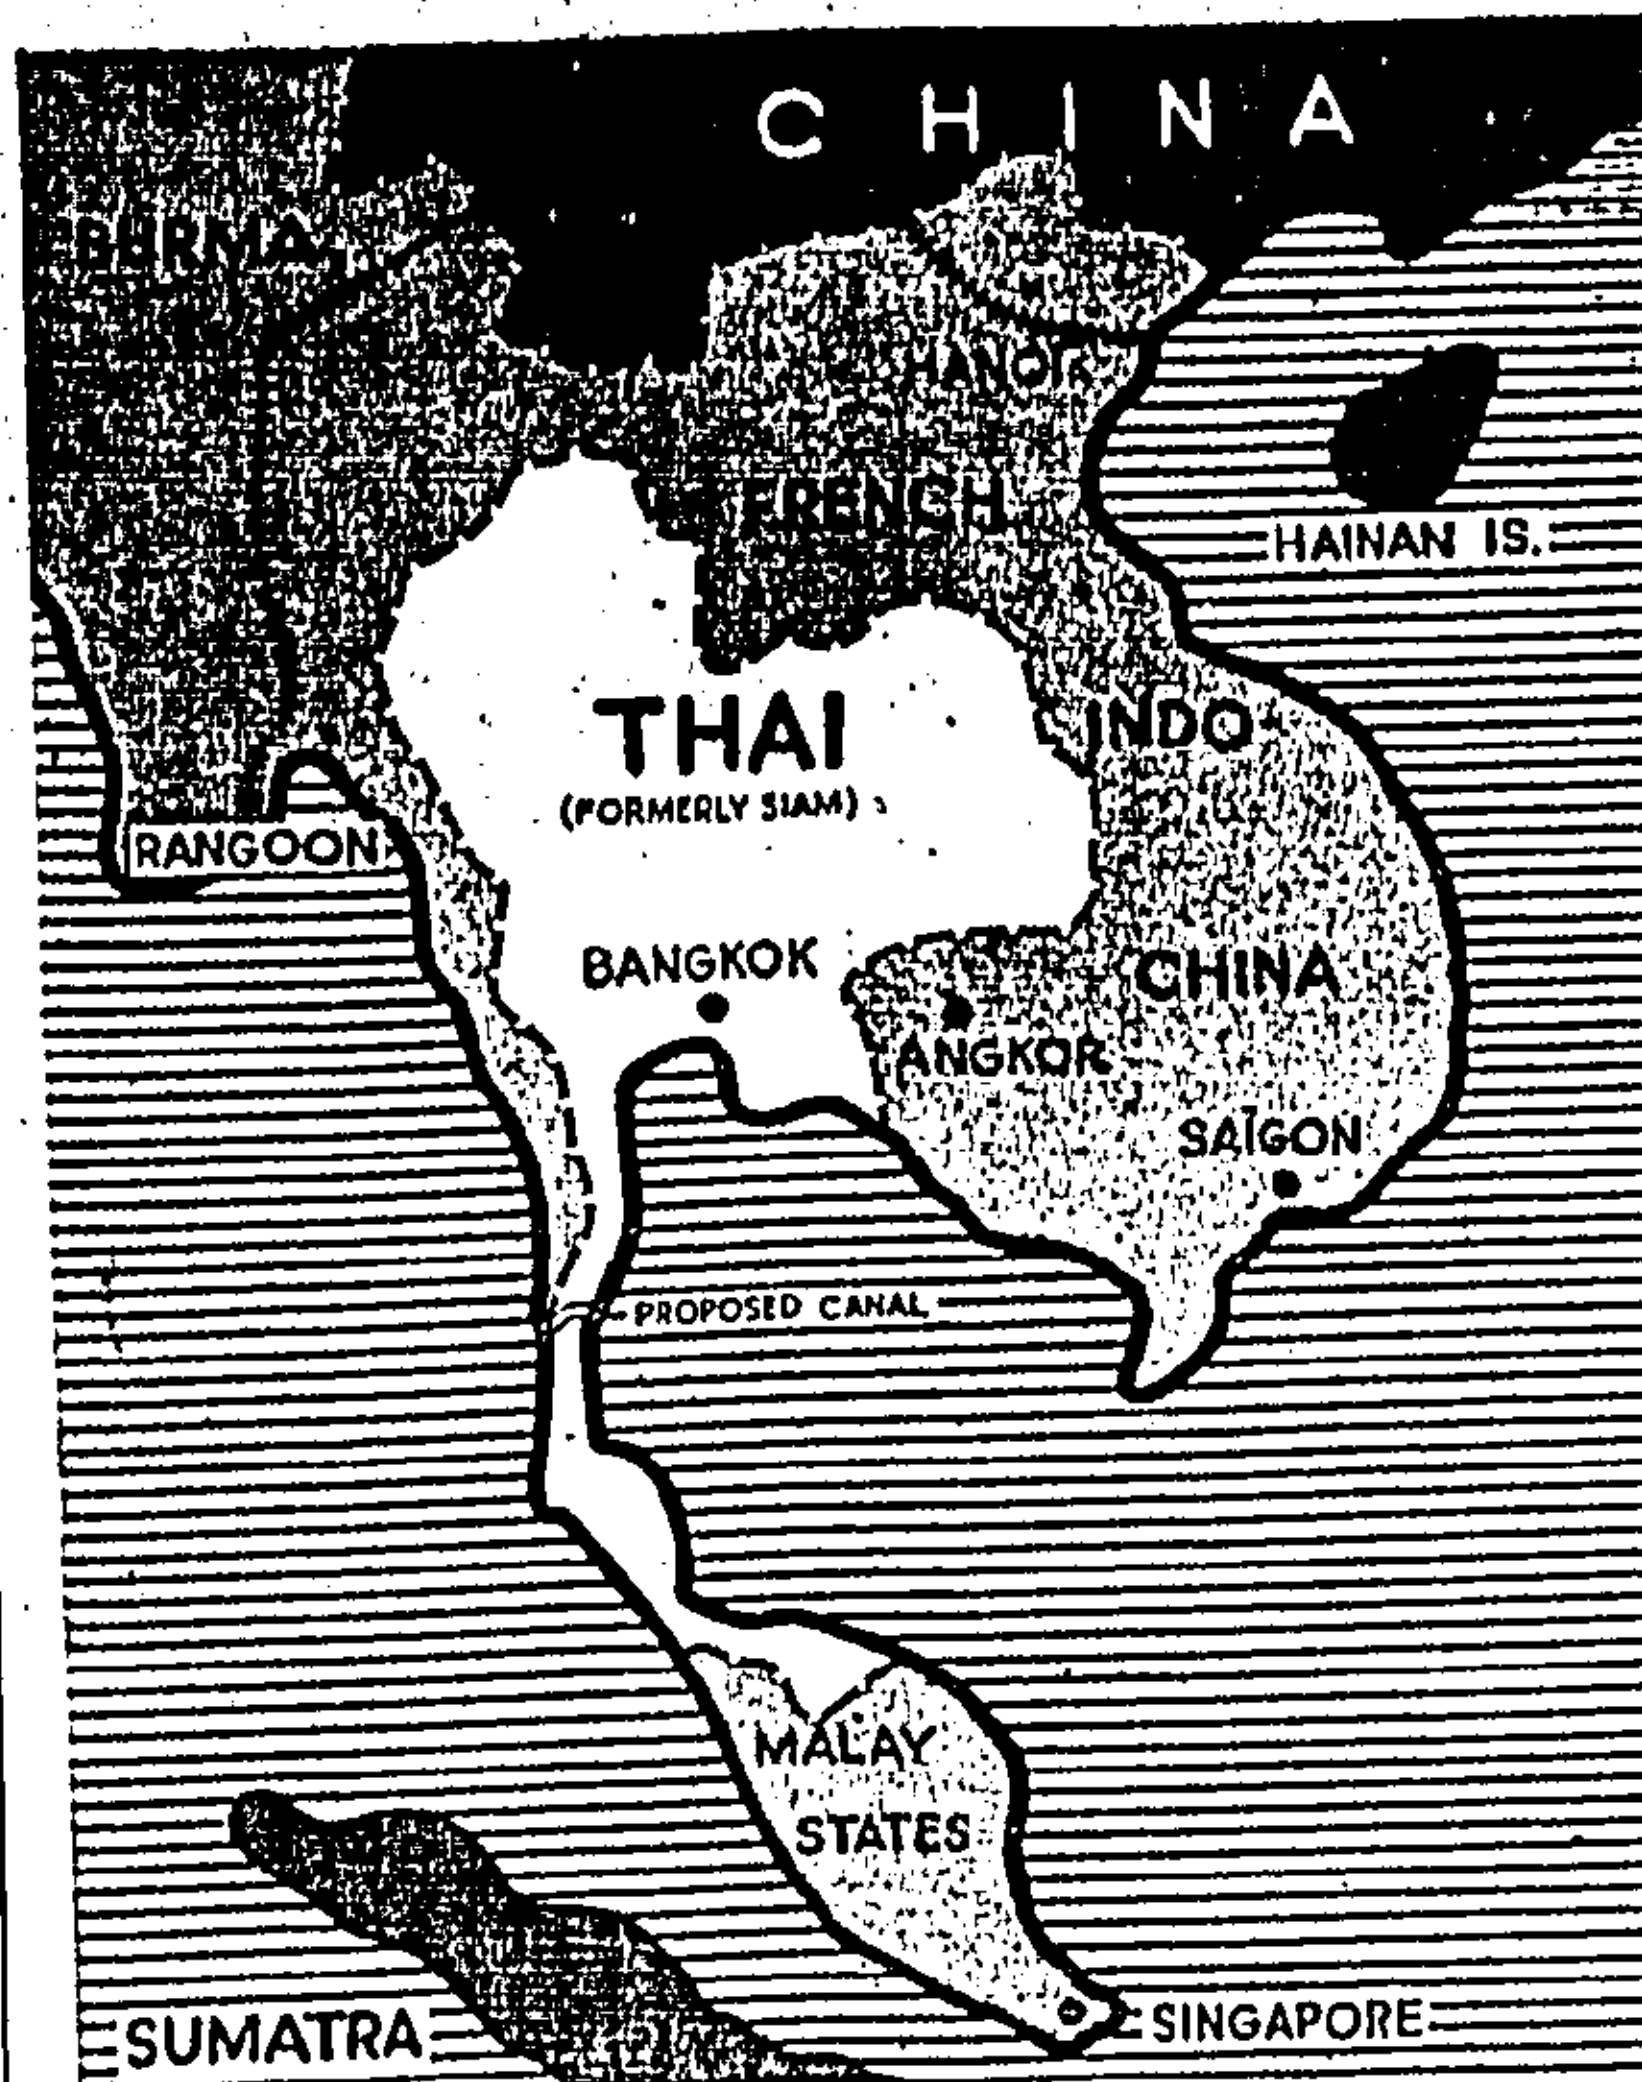 CHINA
BURMA
HANOI
FRENCH
HAINAN IS.
INDO
THAI
(FORMERLY SIAM)
RANGOON
BANGKOK
CHINA
ANGKOR
SAIGON
PROPOSED CANAL
MALAY
STATES
SUMATRA
SINGAPORE